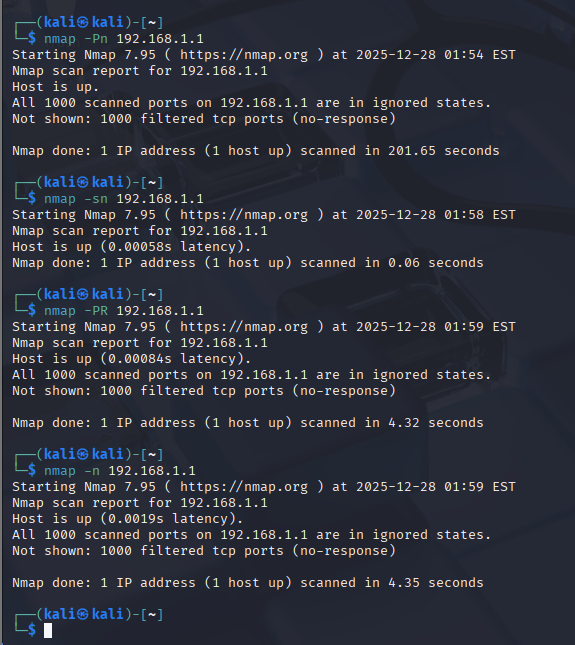 ┌──(kali㉿kali)-[~]
└─$ nmap -Pn 192.168.1.1
Starting Nmap 7.95 ( https://nmap.org ) at 2025-12-28 01:54 EST
Nmap scan report for 192.168.1.1
Host is up.
All 1000 scanned ports on 192.168.1.1 are in ignored states.
Not shown: 1000 filtered tcp ports (no-response)

Nmap done: 1 IP address (1 host up) scanned in 201.65 seconds

┌──(kali㉿kali)-[~]
└─$ nmap -sn 192.168.1.1
Starting Nmap 7.95 ( https://nmap.org ) at 2025-12-28 01:58 EST
Nmap scan report for 192.168.1.1
Host is up (0.00058s latency).
Nmap done: 1 IP address (1 host up) scanned in 0.06 seconds

┌──(kali㉿kali)-[~]
└─$ nmap -PR 192.168.1.1
Starting Nmap 7.95 ( https://nmap.org ) at 2025-12-28 01:59 EST
Nmap scan report for 192.168.1.1
Host is up (0.00084s latency).
All 1000 scanned ports on 192.168.1.1 are in ignored states.
Not shown: 1000 filtered tcp ports (no-response)

Nmap done: 1 IP address (1 host up) scanned in 4.32 seconds

┌──(kali㉿kali)-[~]
└─$ nmap -n 192.168.1.1
Starting Nmap 7.95 ( https://nmap.org ) at 2025-12-28 01:59 EST
Nmap scan report for 192.168.1.1
Host is up (0.0019s latency).
All 1000 scanned ports on 192.168.1.1 are in ignored states.
Not shown: 1000 filtered tcp ports (no-response)

Nmap done: 1 IP address (1 host up) scanned in 4.35 seconds

┌──(kali㉿kali)-[~]
└─$